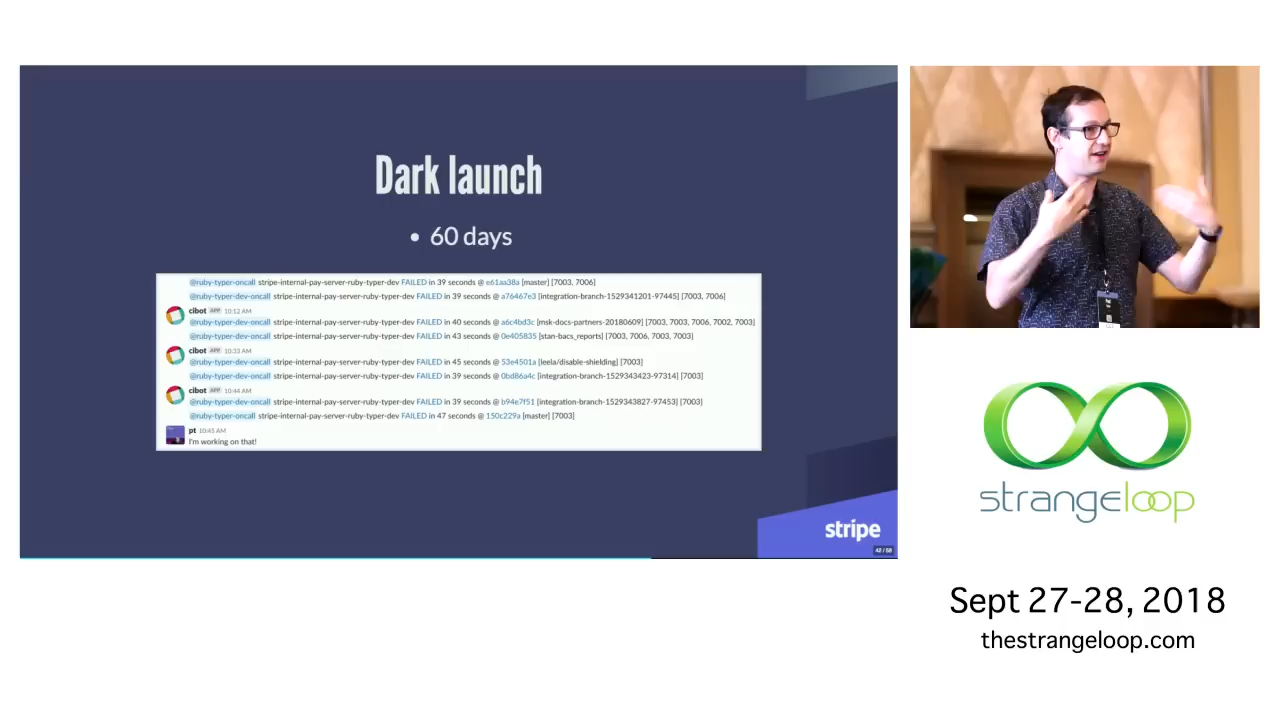 Dark launch
• 60 days
@ruby-typer-oncall stripe-internal-pay-server-ruby-typer-dev FAILED in 39 seconds @ e61aa38a [master] [7003, 7006]
@ruby-typer-dev-oncall stripe-internal-pay-server-ruby-typer-dev FAILED in 39 seconds @ a76467e3 [integration-branch-1529341201-97445] [7003, 7006]
cibot APP 10:12 AM
@ruby-typer-dev-oncall stripe-internal-pay-server-ruby-typer-dev FAILED in 40 seconds @ a6c4bd3c [msk-docs-partners-20180609] [7003, 7003, 7006, 7002, 7003]
@ruby-typer-dev-oncall stripe-internal-pay-server-ruby-typer-dev FAILED in 43 seconds @ 0e405835 [stan-bacs_reports] [7003, 7006, 7003, 7003]
cibot APP 10:33 AM
@ruby-typer-dev-oncall stripe-internal-pay-server-ruby-typer-dev FAILED in 45 seconds @ 53e4501a [leela/disable-shielding] [7003]
@ruby-typer-dev-oncall stripe-internal-pay-server-ruby-typer-dev FAILED in 39 seconds @ 0bd86a4c [integration-branch-1529343423-97314] [7003]
cibot APP 10:44 AM
@ruby-typer-dev-oncall stripe-internal-pay-server-ruby-typer-dev FAILED in 39 seconds @ b94e7f51 [integration-branch-1529343827-97453] [7003]
@ruby-typer-oncall stripe-internal-pay-server-ruby-typer-dev FAILED in 47 seconds @ 150c229a [master] [7003]
pt 10:45 AM
I'm working on that!
stripe
42 / 58
strangeloop
Sept 27-28, 2018
thestrangeloop.com